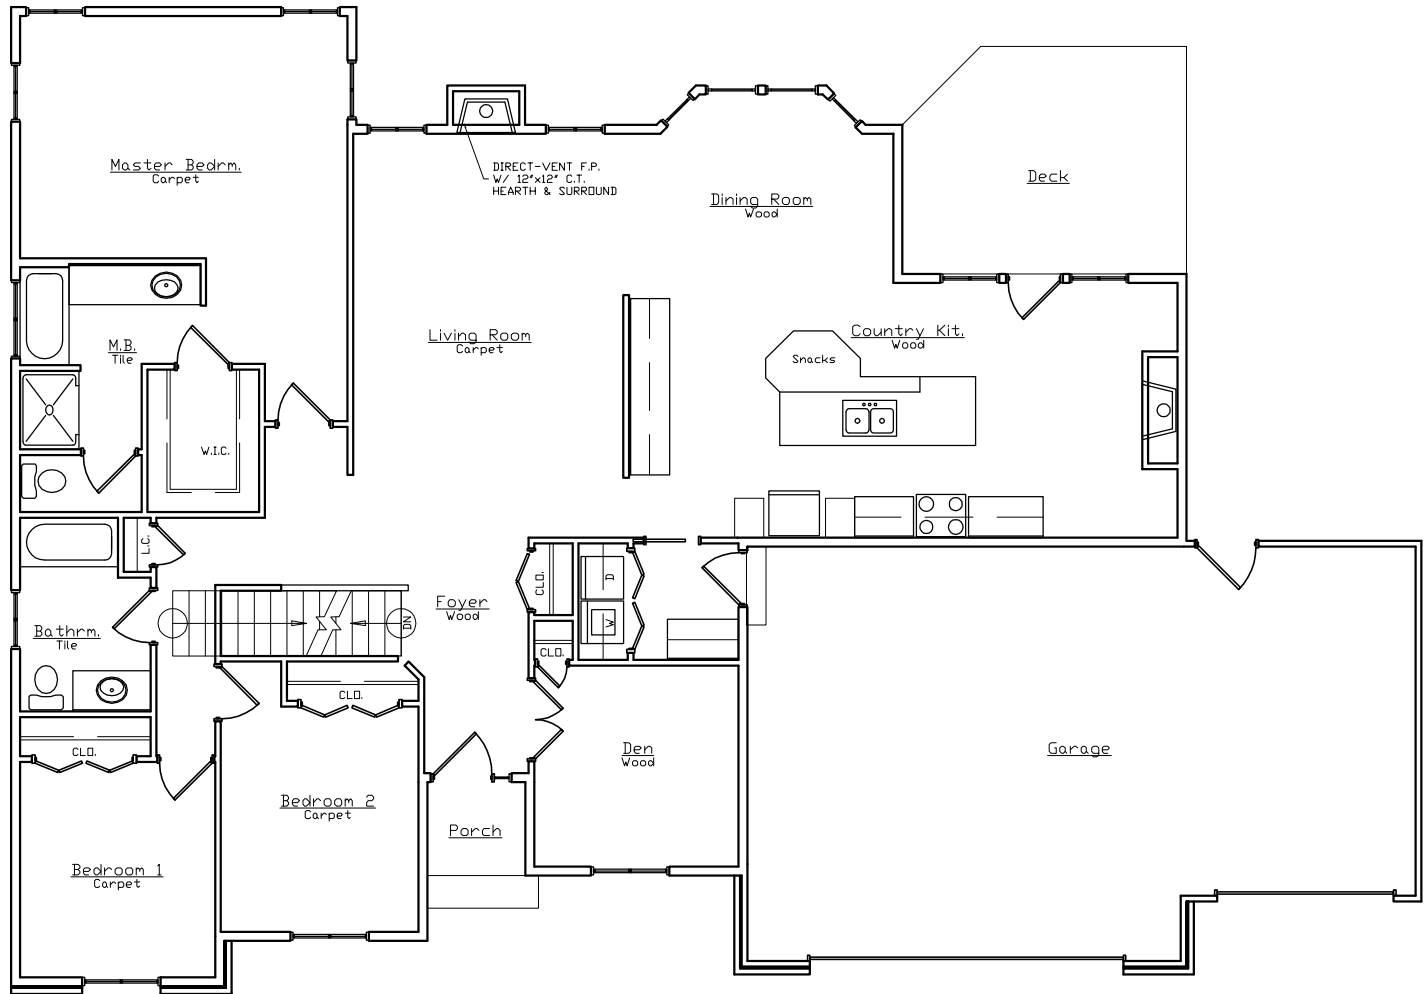 Master Bedrm.
Carpet
DIRECT-VENT F.P.
W/ 12"x12" C.T.
HEARTH & SURROUND
Dining Room
Wood
Deck
M.B.
Tile
Living Room
Carpet
Country Kit.
Wood
Snacks
W.I.C.
L.C.
CLO.
D
W
Foyer
Wood
DN
Bathrm.
Tile
CLO.
CLO.
CLO.
Den
Wood
Garage
Bedroom 2
Carpet
Porch
Bedroom 1
Carpet